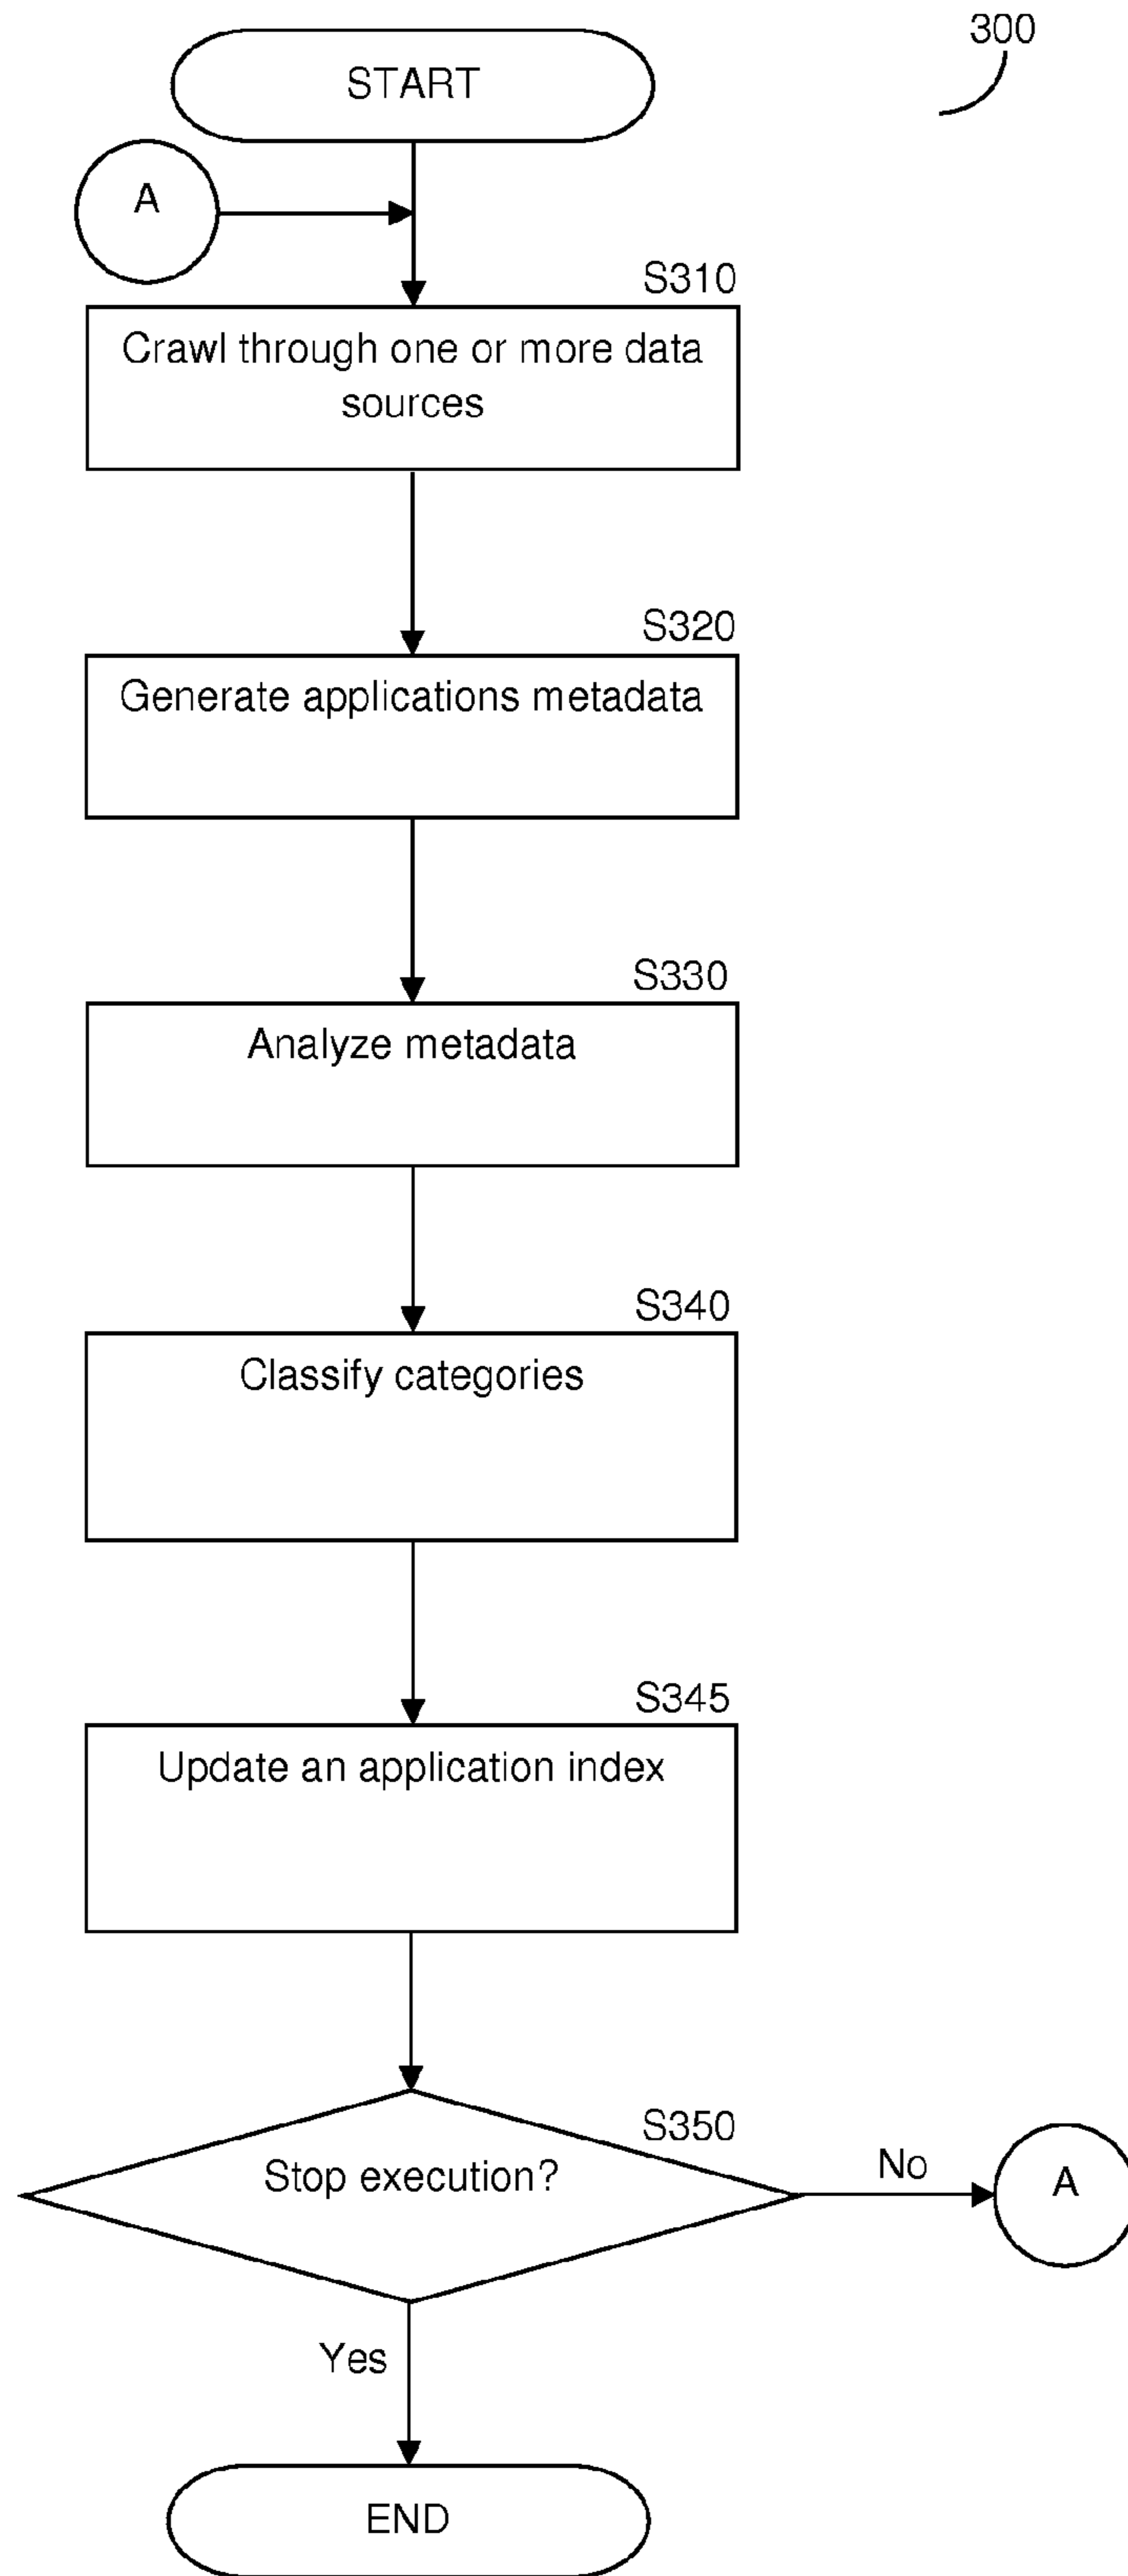 300
START
A
S310
Crawl through one or more data
sources
S320
Generate applications metadata
S330
Analyze metadata
S340
Classify categories
S345
Update an application index
S350
Stop execution?
No
A
Yes
END